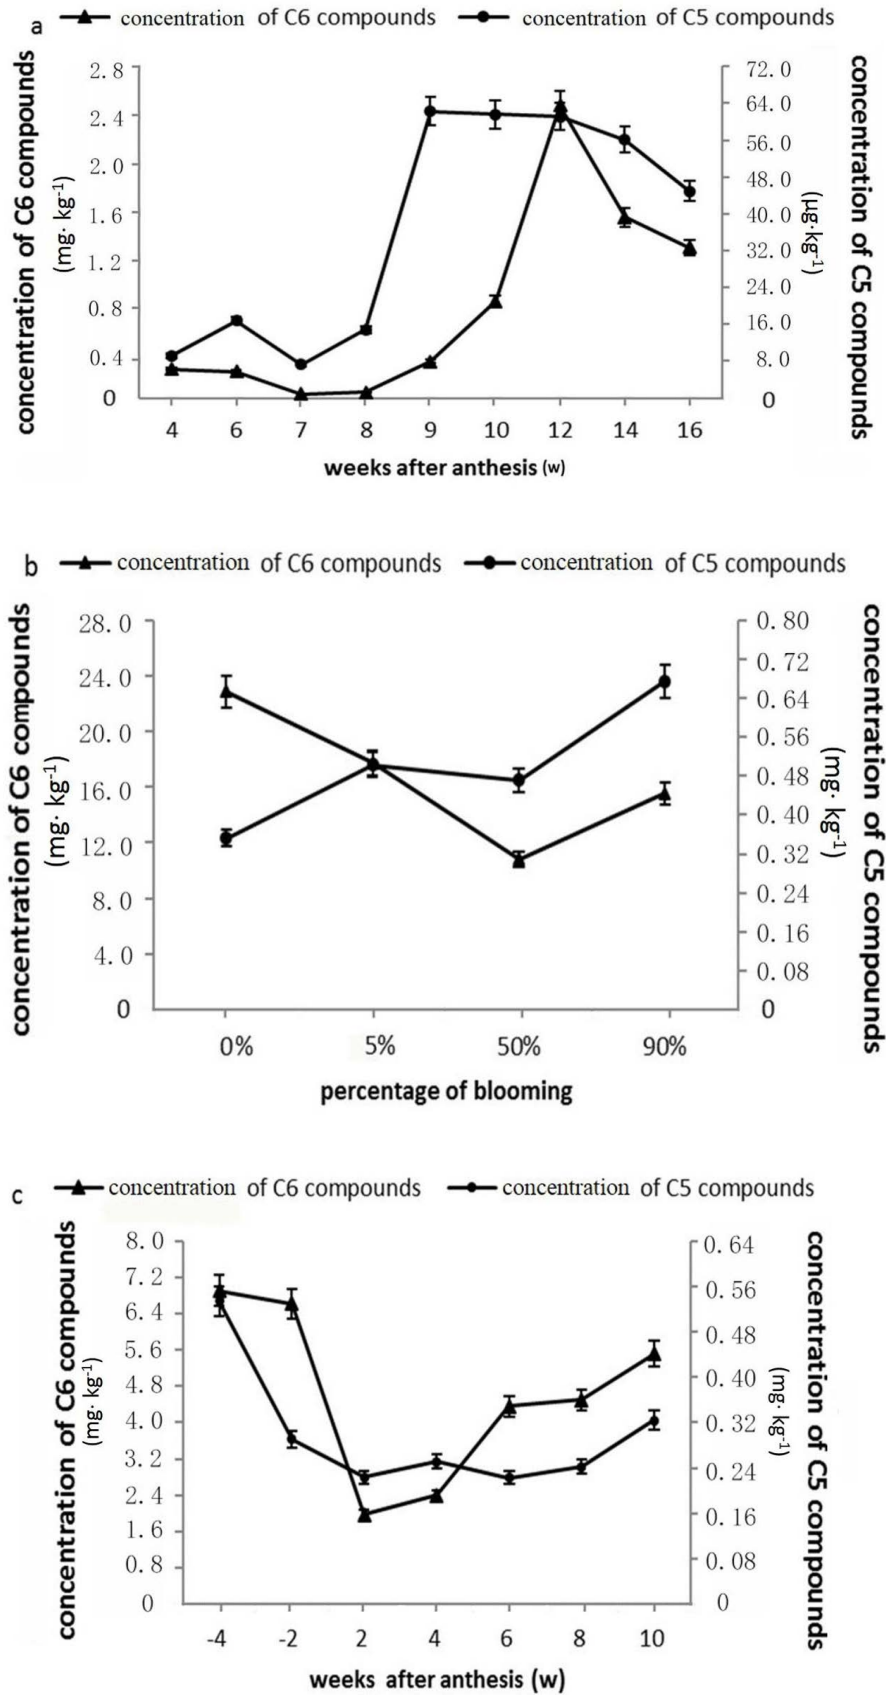 a
concentration of C6 compounds
concentration of C5 compounds
concentration of C6 compounds
(mg· kg-1)
2.8
2.4
2.0
1.6
1.2
0.8
0.4
0
72.0
64.0
56.0
48.0
40.0
32.0
24.0
16.0
8.0
0
(μg·kg-1)
concentration of C5 compounds
4 6 7 8 9 10 12 14 16
weeks after anthesis (w)
b
concentration of C6 compounds
concentration of C5 compounds
concentration of C6 compounds
(mg· kg-1)
28.0
24.0
20.0
16.0
12.0
8.0
4.0
0
0.80
0.72
0.64
0.56
0.48
0.40
0.32
0.24
0.16
0.08
0
(mg· kg-1)
concentration of C5 compounds
0% 5% 50% 90%
percentage of blooming
c
concentration of C6 compounds
concentration of C5 compounds
concentration of C6 compounds
(mg· kg-1)
8.0
7.2
6.4
5.6
4.8
4.0
3.2
2.4
1.6
0.8
0
0.64
0.56
0.48
0.40
0.32
0.24
0.16
0.08
0
(mg· kg-1)
concentration of C5 compounds
-4 -2 2 4 6 8 10
weeks after anthesis (w)